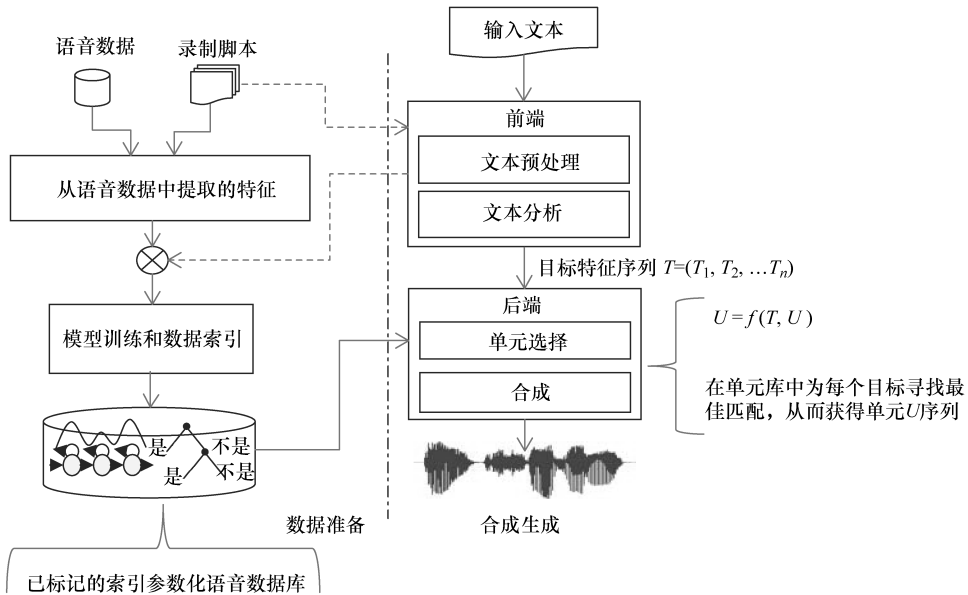 语音数据
录制脚本
从语音数据中提取的特征
模型训练和数据索引
是
不是
是
不是
已标记的索引参数化语音数据库
数据准备
输入文本
前端
文本预处理
文本分析
目标特征序列 T=(T1, T2, …Tn)
后端
单元选择
合成
合成生成
U = f (T, U )
在单元库中为每个目标寻找最
佳匹配，从而获得单元U序列